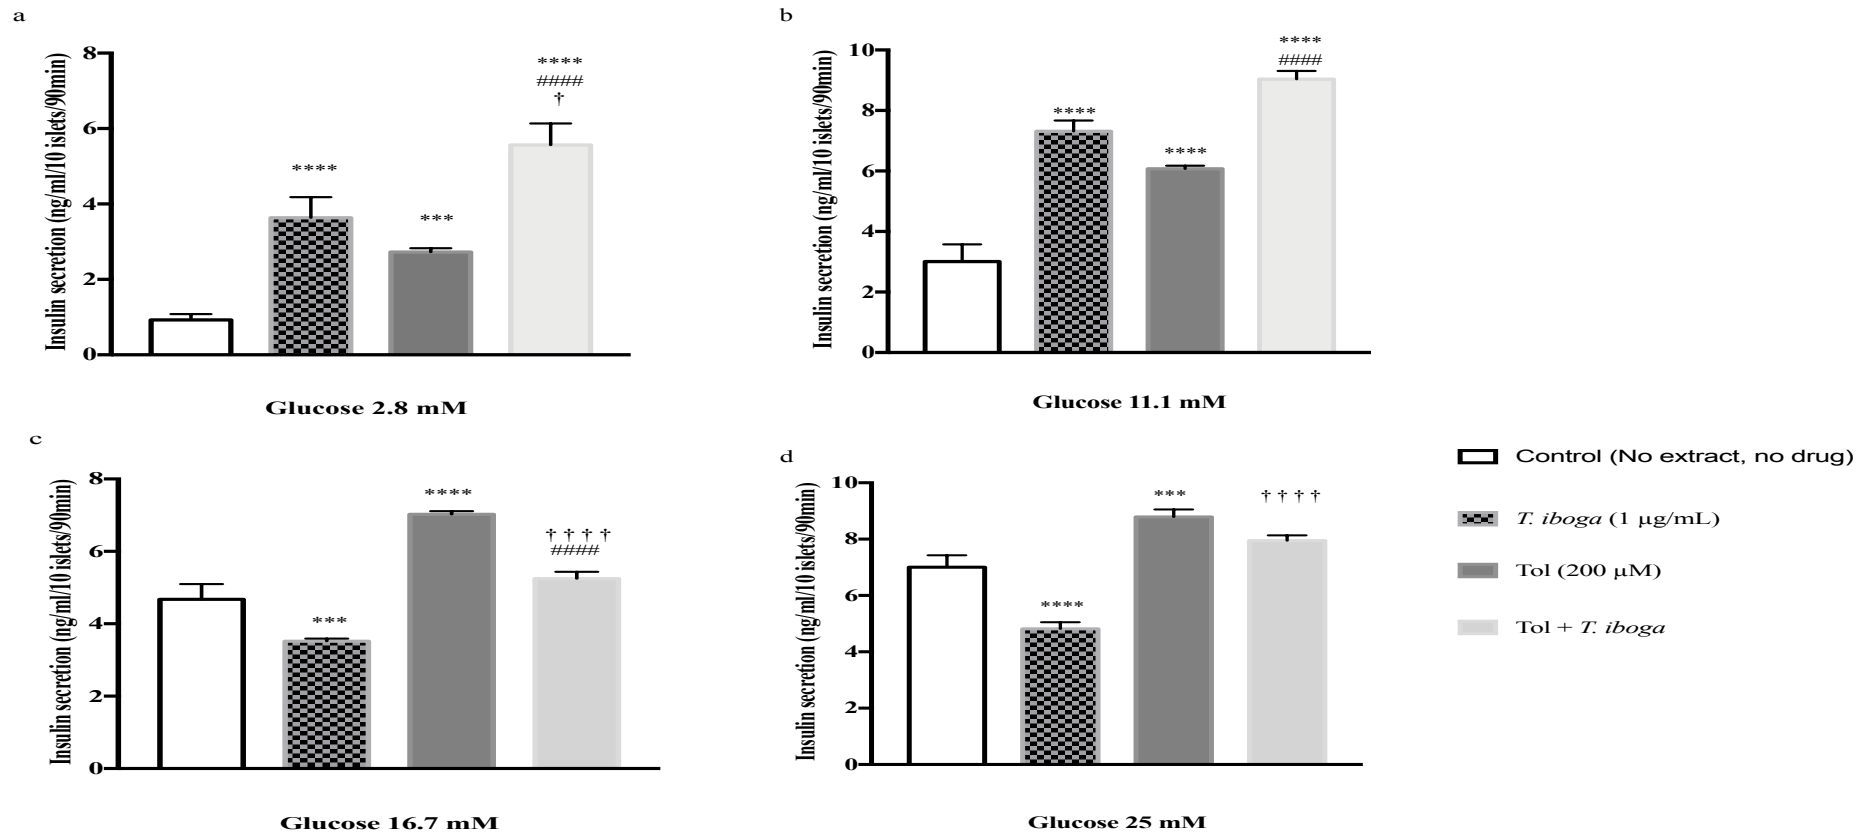 a
Insulin secretion (ng/ml/10 islets/90min)
8
6
4
2
0
****
***
****
####
†
Glucose 2.8 mM
b
Insulin secretion (ng/ml/10 islets/90min)
10
8
6
4
2
0
****
****
****
####
Glucose 11.1 mM
c
Insulin secretion (ng/ml/10 islets/90min)
8
6
4
2
0
***
****
† † † †
####
Glucose 16.7 mM
d
Insulin secretion (ng/ml/10 islets/90min)
10
8
6
4
2
0
****
***
† † † †
Glucose 25 mM
Control (No extract, no drug)
T. iboga (1 µg/mL)
Tol (200 µM)
Tol + T. iboga